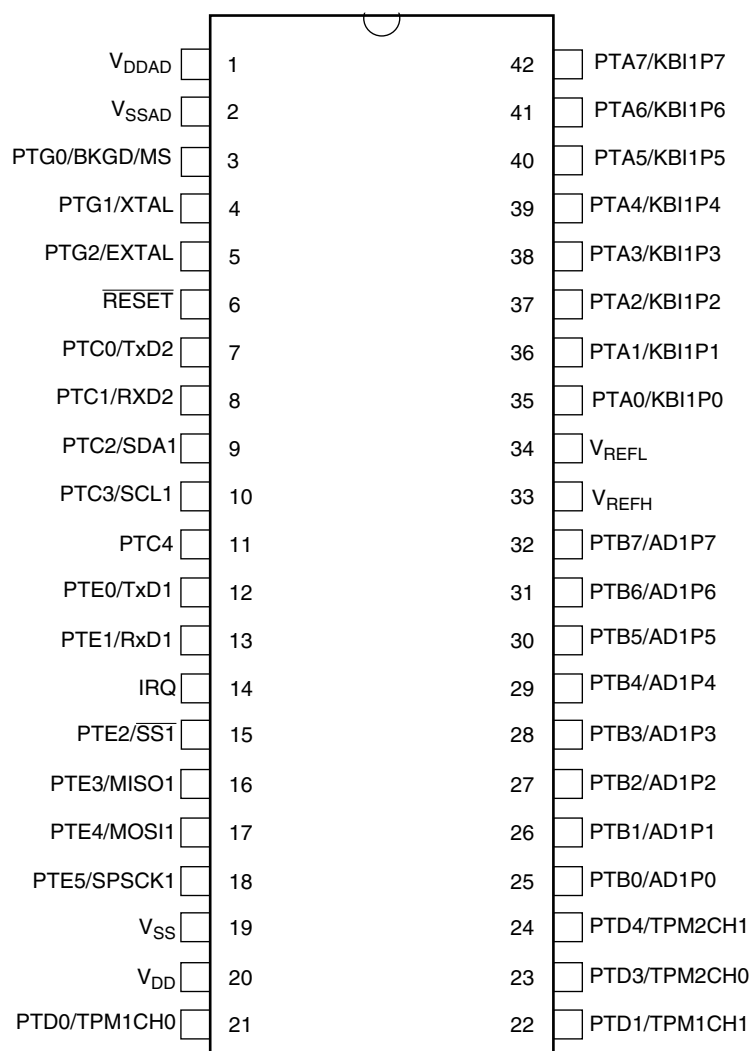 VDDAD 1 42 PTA7/KBI1P7
VSSAD 2 41 PTA6/KBI1P6
PTG0/BKGD/MS 3 40 PTA5/KBI1P5
PTG1/XTAL 4 39 PTA4/KBI1P4
PTG2/EXTAL 5 38 PTA3/KBI1P3
RESET 6 37 PTA2/KBI1P2
PTC0/TxD2 7 36 PTA1/KBI1P1
PTC1/RXD2 8 35 PTA0/KBI1P0
PTC2/SDA1 9 34 VREFL
PTC3/SCL1 10 33 VREFH
PTC4 11 32 PTB7/AD1P7
PTE0/TxD1 12 31 PTB6/AD1P6
PTE1/RxD1 13 30 PTB5/AD1P5
IRQ 14 29 PTB4/AD1P4
PTE2/SS1 15 28 PTB3/AD1P3
PTE3/MISO1 16 27 PTB2/AD1P2
PTE4/MOSI1 17 26 PTB1/AD1P1
PTE5/SPSCK1 18 25 PTB0/AD1P0
VSS 19 24 PTD4/TPM2CH1
VDD 20 23 PTD3/TPM2CH0
PTD0/TPM1CH0 21 22 PTD1/TPM1CH1